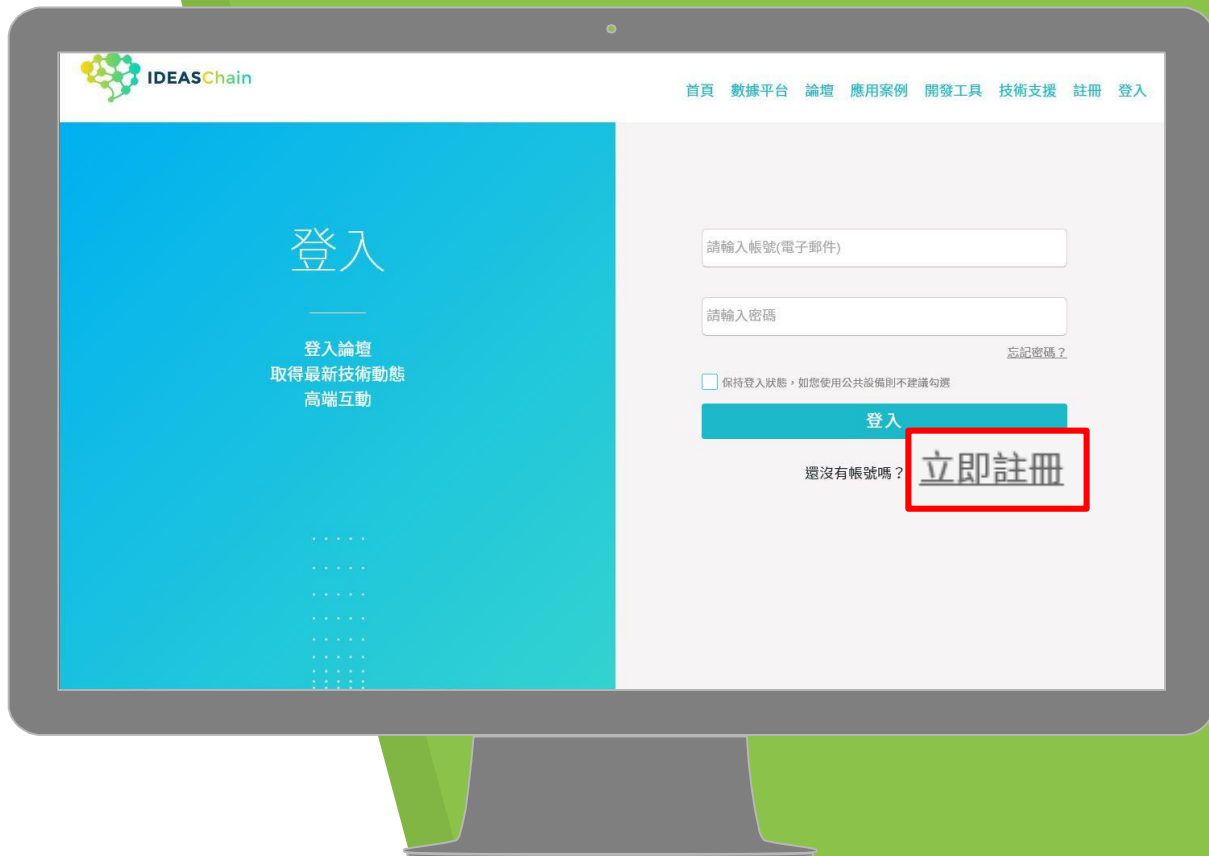 IDEASChain
首頁 數據平台 論壇 應用案例 開發工具 技術支援 註冊 登入
登入
登入論壇
取得最新技術動態
高端互動
請輸入帳號(電子郵件)
請輸入密碼
忘記密碼？
保持登入狀態，如您使用公共設備則不建議勾選
登入
還沒有帳號嗎？ 立即註冊